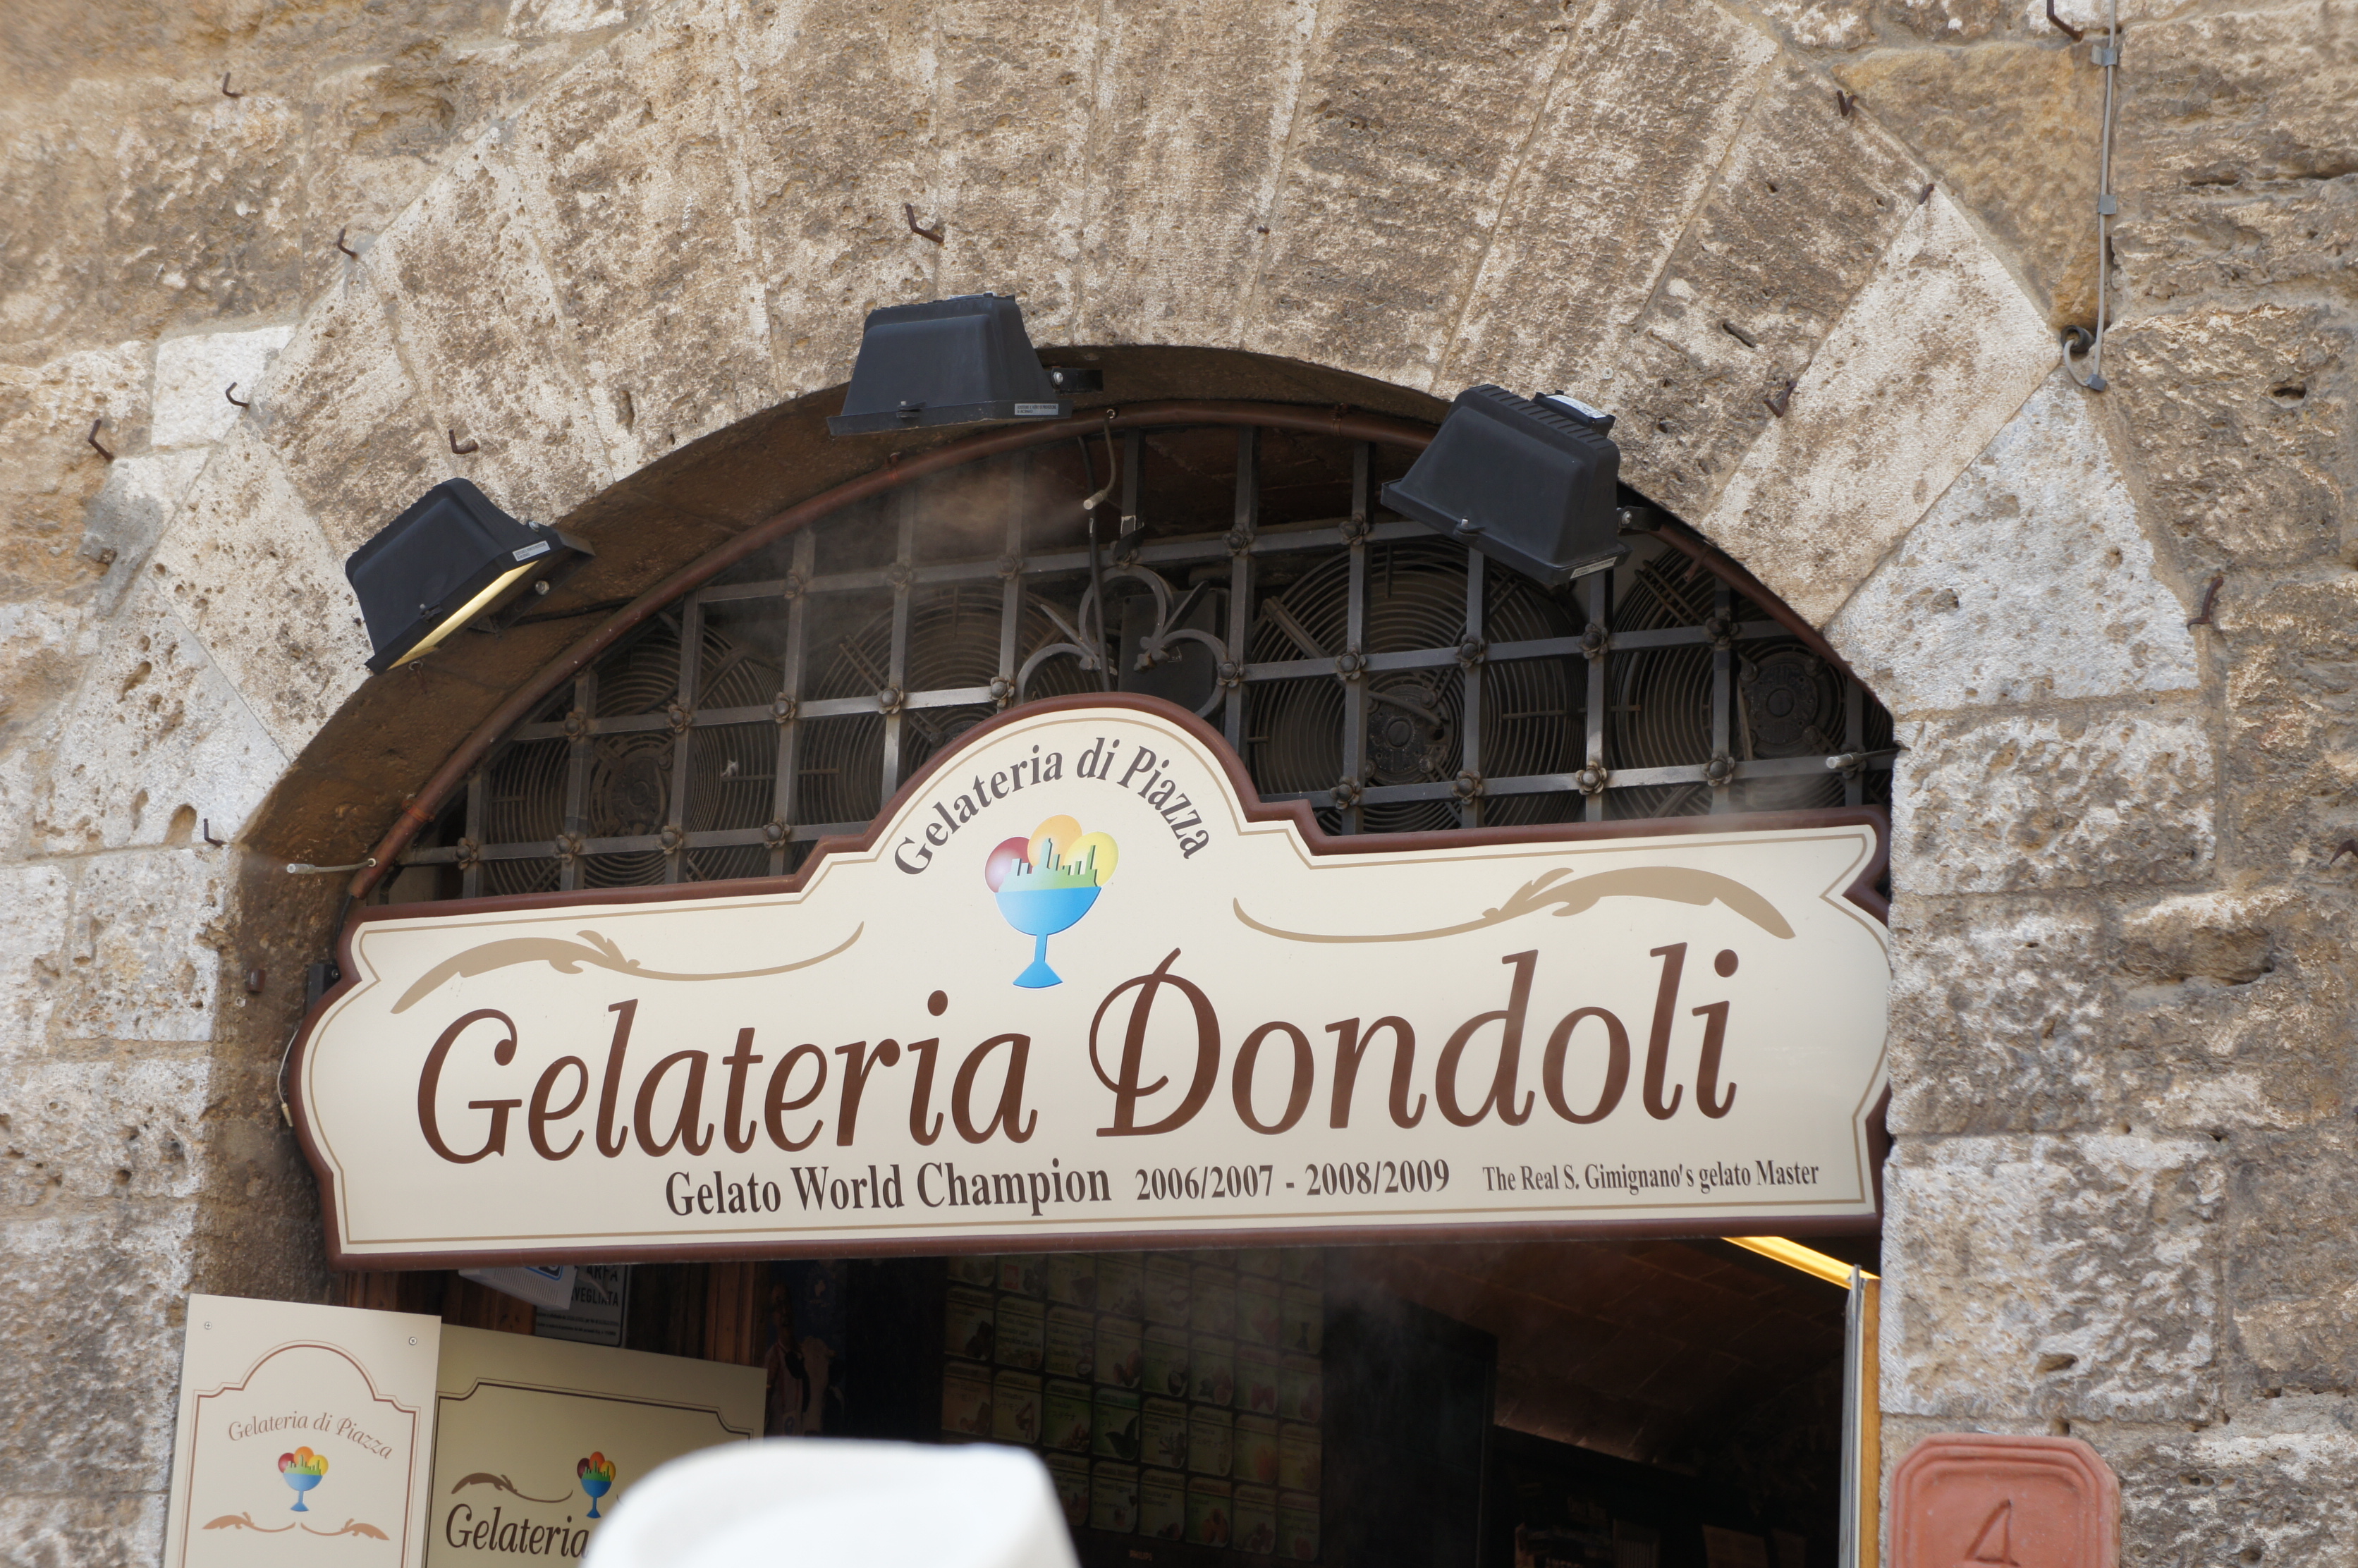 Gelateria di Piazza
Gelateria Dondoli
Gelato World Champion 2006/2007 - 2008/2009 The Real S. Gimignano's gelato Master
Gelateria di Piazza
Gelateria
4